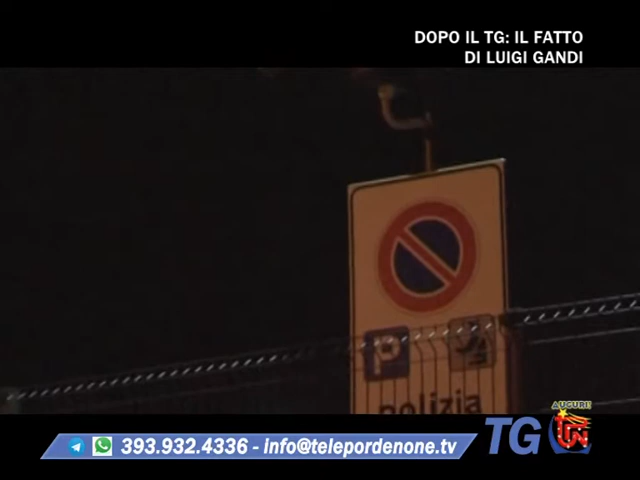 DOPO IL TG: IL FATTO
DI LUIGI GANDI
P
polizia
393.932.4336 - info@telepordenone.tv
TG
AUGURI!